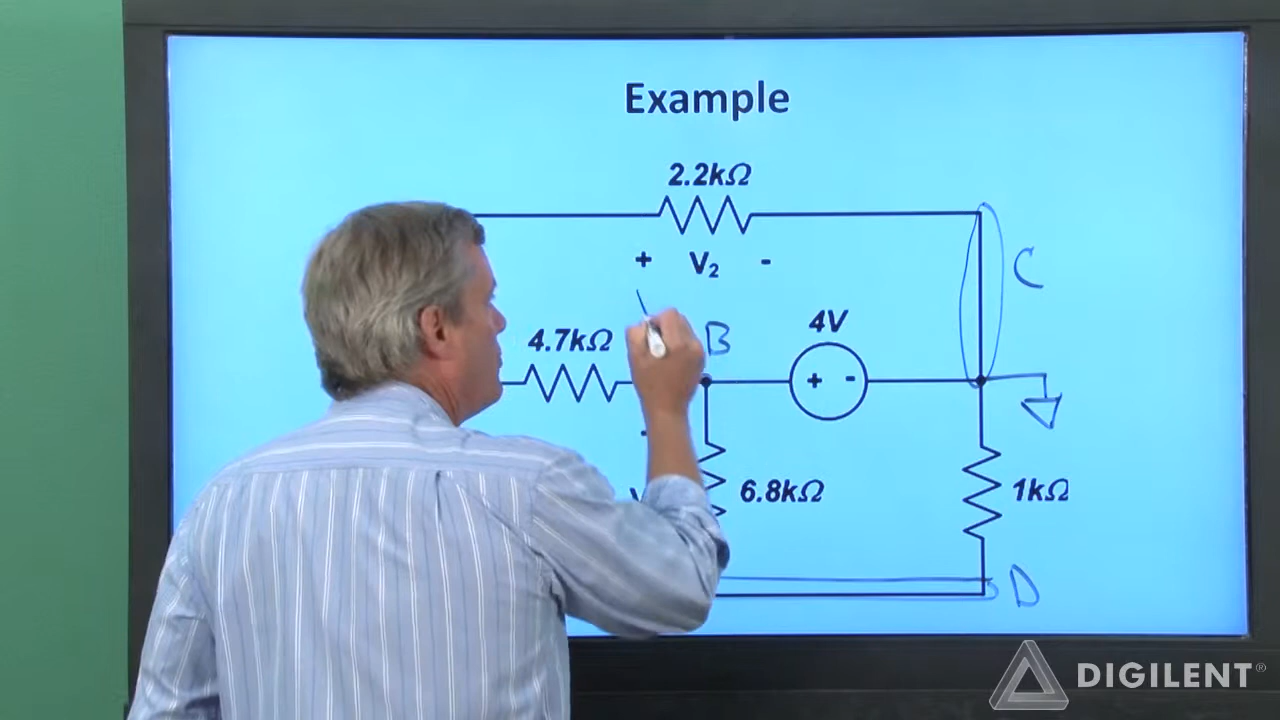 Example
2.2kΩ
+ V₂ -
C
4.7kΩ
B
4V
+ -
6.8kΩ
1kΩ
D
DIGILENT®